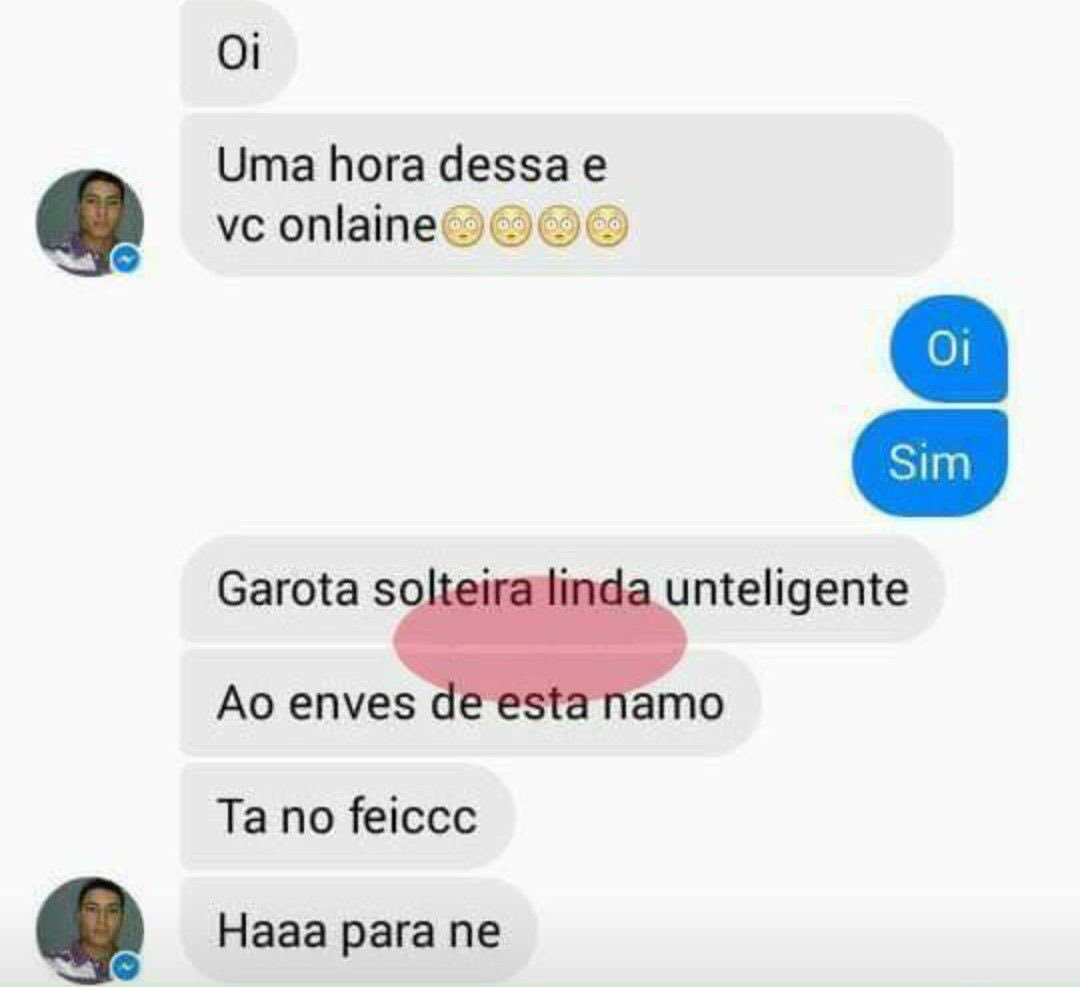 Oi
Uma hora dessa e
vc onlaine😳😳😳😳
Oi
Sim
Garota solteira linda unteligente
Ao enves de esta namo
Ta no feiccc
Haaa para ne